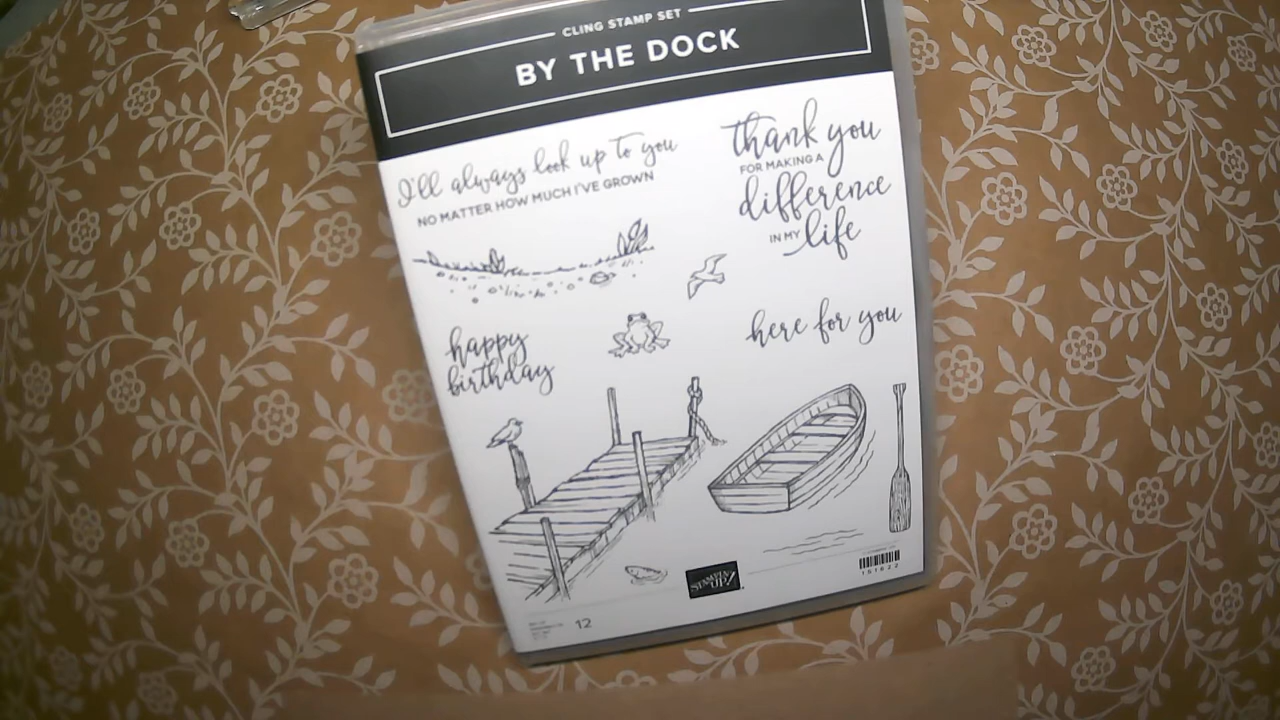 CLING STAMP SET
BY THE DOCK
I'll always look up to you
NO MATTER HOW MUCH I'VE GROWN
thank you
FOR MAKING A
difference
IN MY life
happy
birthday
here for you
STAMPIN'
UP!
151622
12